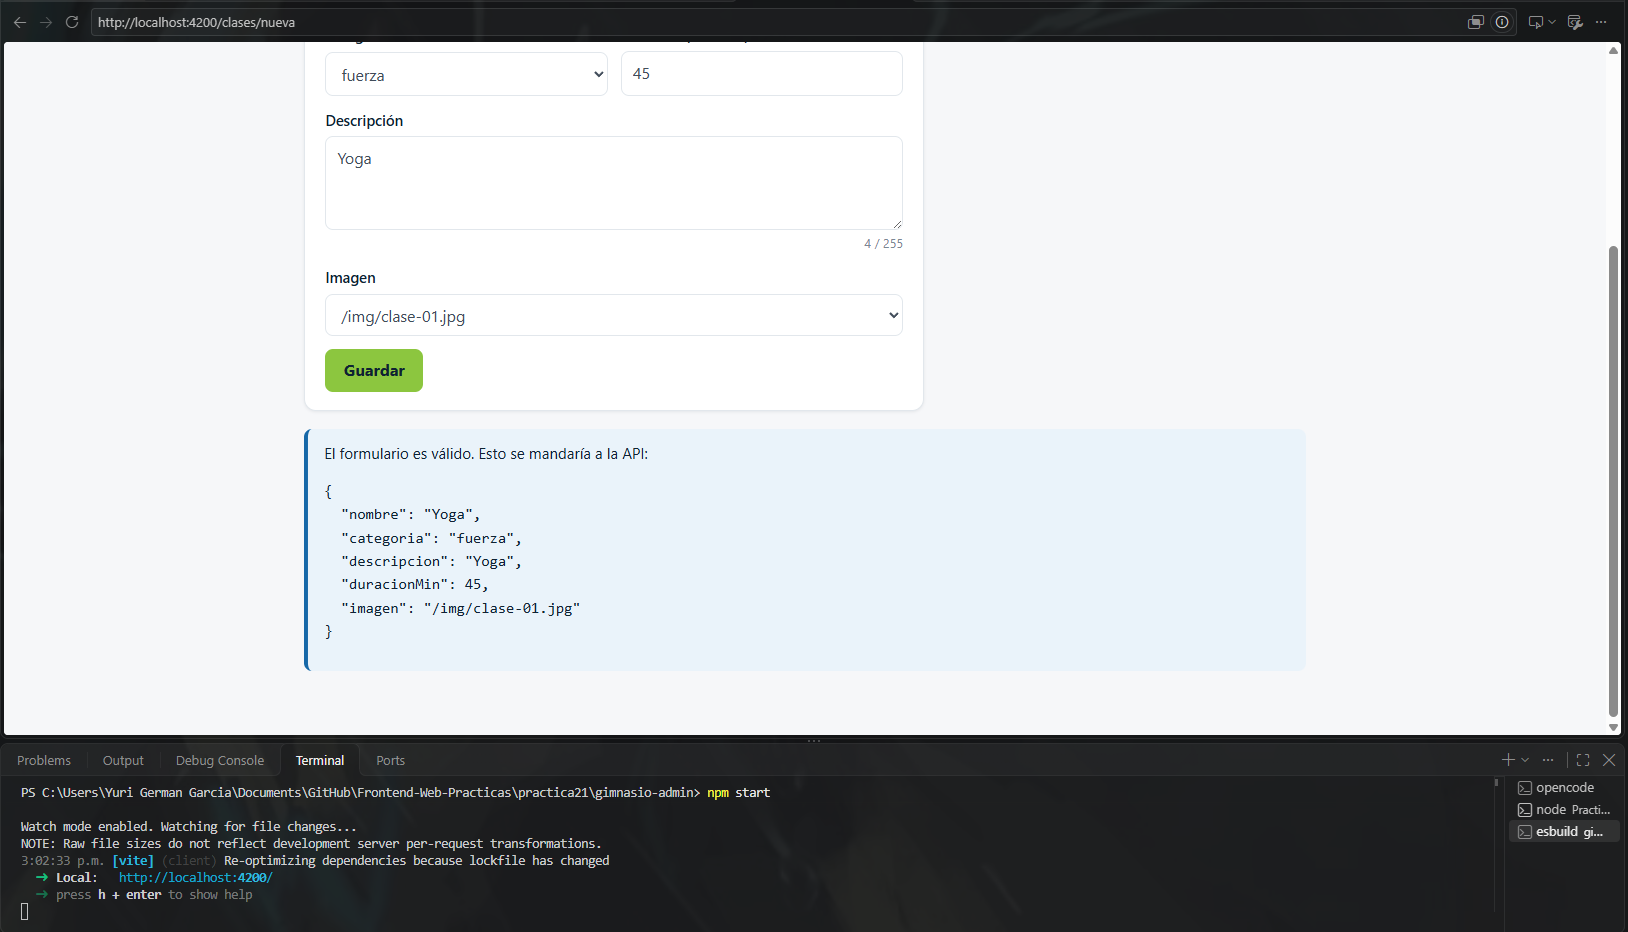 http://localhost:4200/clases/nueva
fuerza
45
Descripción
Yoga
4 / 255
Imagen
/img/clase-01.jpg
Guardar
El formulario es válido. Esto se mandaría a la API:
{
"nombre": "Yoga",
"categoria": "fuerza",
"descripcion": "Yoga",
"duracionMin": 45,
"imagen": "/img/clase-01.jpg"
}
Problems Output Debug Console Terminal Ports
PS C:\Users\Yuri German Garcia\Documents\GitHub\Frontend-Web-Practicas\practica21\gimnasio-admin> npm start
Watch mode enabled. Watching for file changes...
NOTE: Raw file sizes do not reflect development server per-request transformations.
3:02:33 p.m. [vite] (client) Re-optimizing dependencies because lockfile has changed
➜ Local: http://localhost:4200/
➜ press h + enter to show help
opencode
node Practi...
esbuild gi...